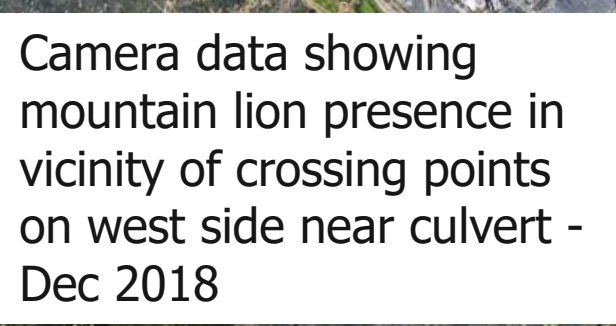 Camera data showing
mountain lion presence in
vicinity of crossing points
on west side near culvert -
Dec 2018